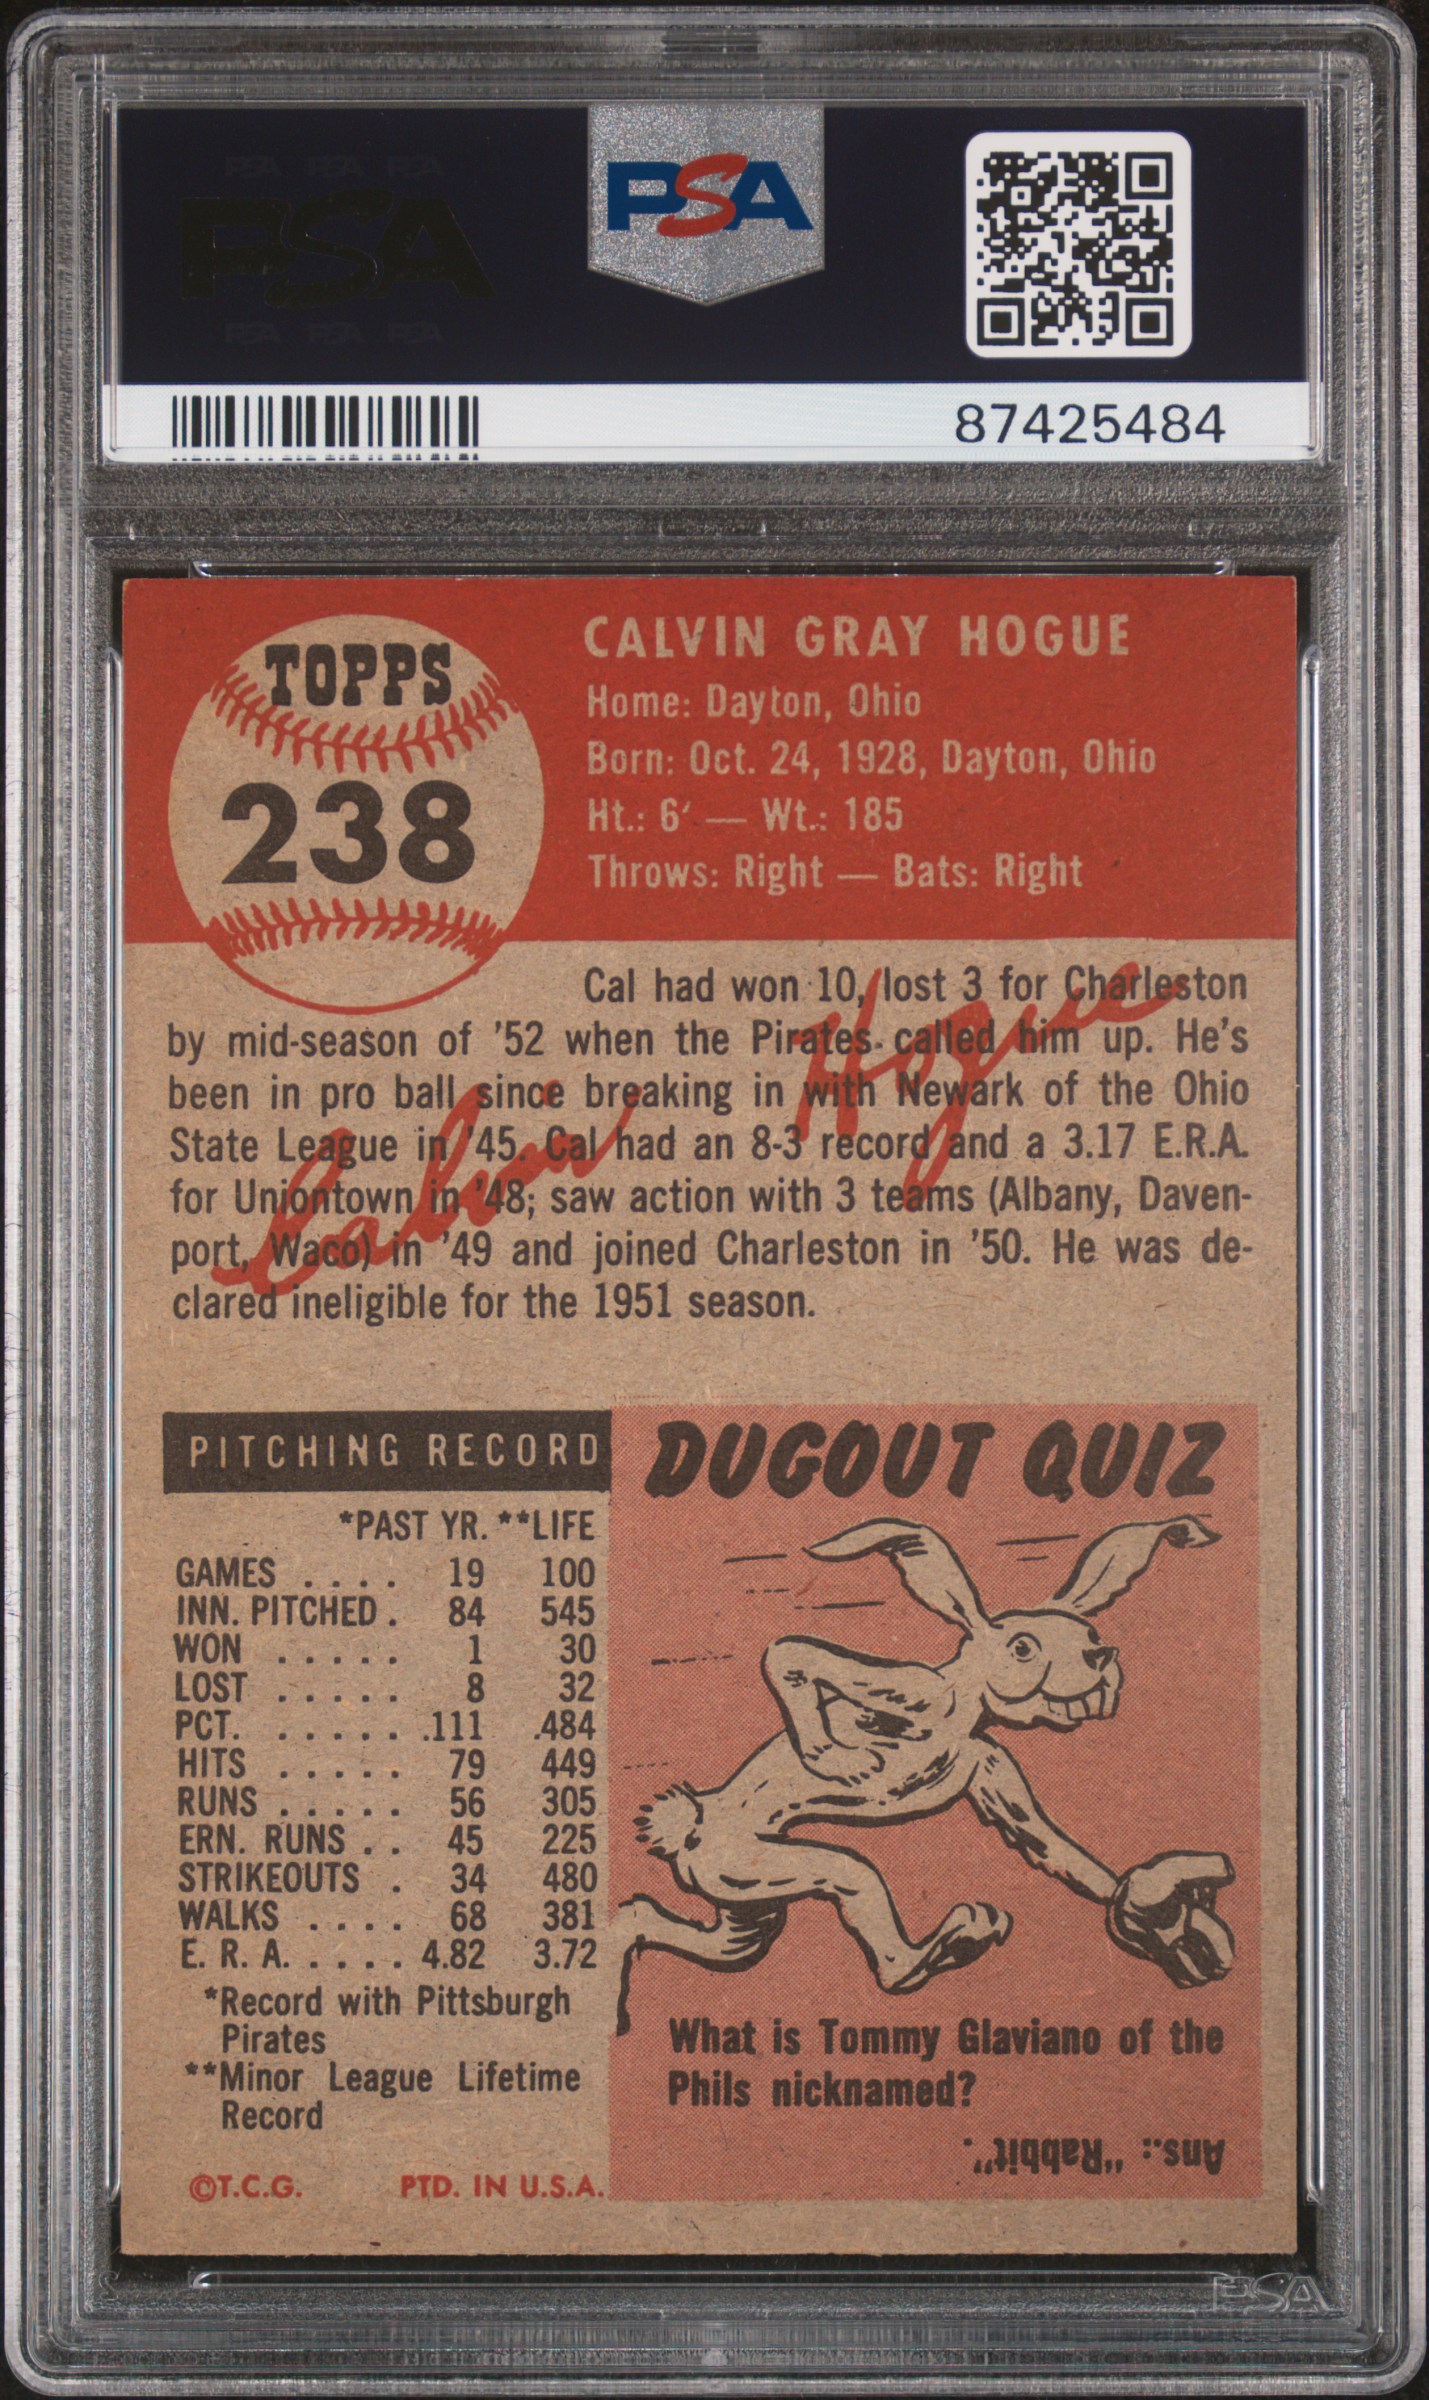 PSA PSA PSA
PSA
PSA PSA PSA
PSA
87425484
TOPPS
238
CALVIN GRAY HOGUE
Home: Dayton, Ohio
Born: Oct. 24, 1928, Dayton, Ohio
Ht.: 6' — Wt.: 185
Throws: Right — Bats: Right
Cal had won 10, lost 3 for Charleston
by mid-season of '52 when the Pirates called him up. He's
been in pro ball since breaking in with Newark of the Ohio
State League in '45. Cal had an 8-3 record and a 3.17 E.R.A.
for Uniontown in '48; saw action with 3 teams (Albany, Daven-
port, Waco) in '49 and joined Charleston in '50. He was de-
clared ineligible for the 1951 season.
Calvin Hogue
PITCHING RECORD
*PAST YR. **LIFE
GAMES . . . . 19 100
INN. PITCHED . 84 545
WON . . . . . 1 30
LOST . . . . . 8 32
PCT. . . . . . .111 .484
HITS . . . . . 79 449
RUNS . . . . . 56 305
ERN. RUNS . . 45 225
STRIKEOUTS . 34 480
WALKS . . . . 68 381
E. R. A. . . . . 4.82 3.72
*Record with Pittsburgh
Pirates
**Minor League Lifetime
Record
©T.C.G. PTD. IN U.S.A.
DUGOUT QUIZ
What is Tommy Glaviano of the
Phils nicknamed?
Ans.: "Rabbit".
PSA